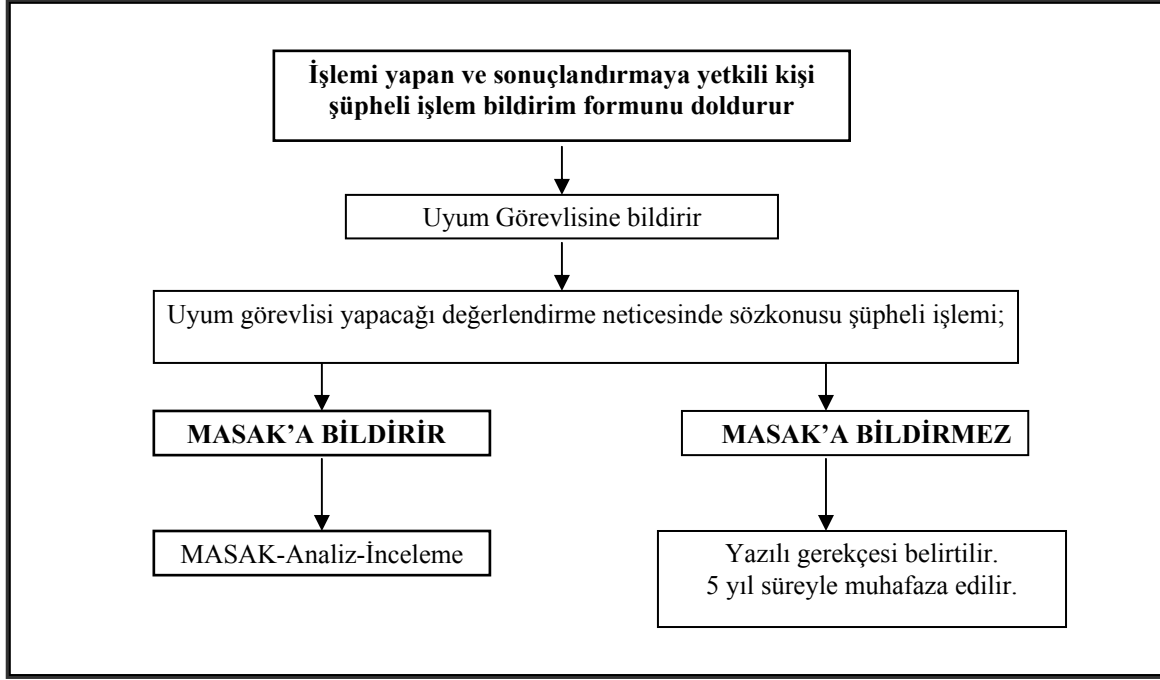 İşlemi yapan ve sonuçlandırmaya yetkili kişi
şüpheli işlem bildirim formunu doldurur
Uyum Görevlisine bildirir
Uyum görevlisi yapacağı değerlendirme neticesinde sözkonusu şüpheli işlemi;
MASAK’A BİLDİRİR
MASAK’A BİLDİRMEZ
MASAK-Analiz-İnceleme
Yazılı gerekçesi belirtilir.
5 yıl süreyle muhafaza edilir.